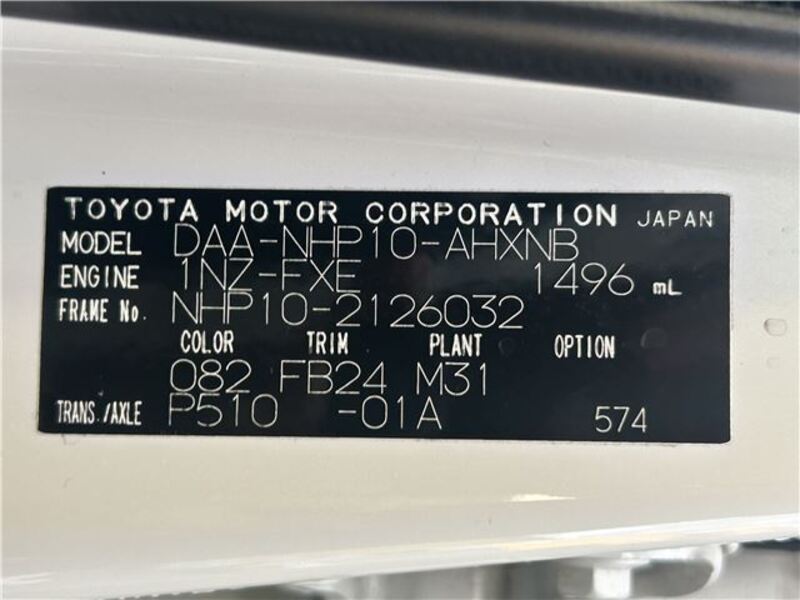 TOYOTA MOTOR CORPORATION JAPAN
MODEL DAA-NHP10-AHXNB
ENGINE 1NZ-FXE 1496 mL
FRAME No. NHP10-2126032
COLOR TRIM PLANT OPTION
082 FB24 M31
TRANS./AXLE P510 -01A 574